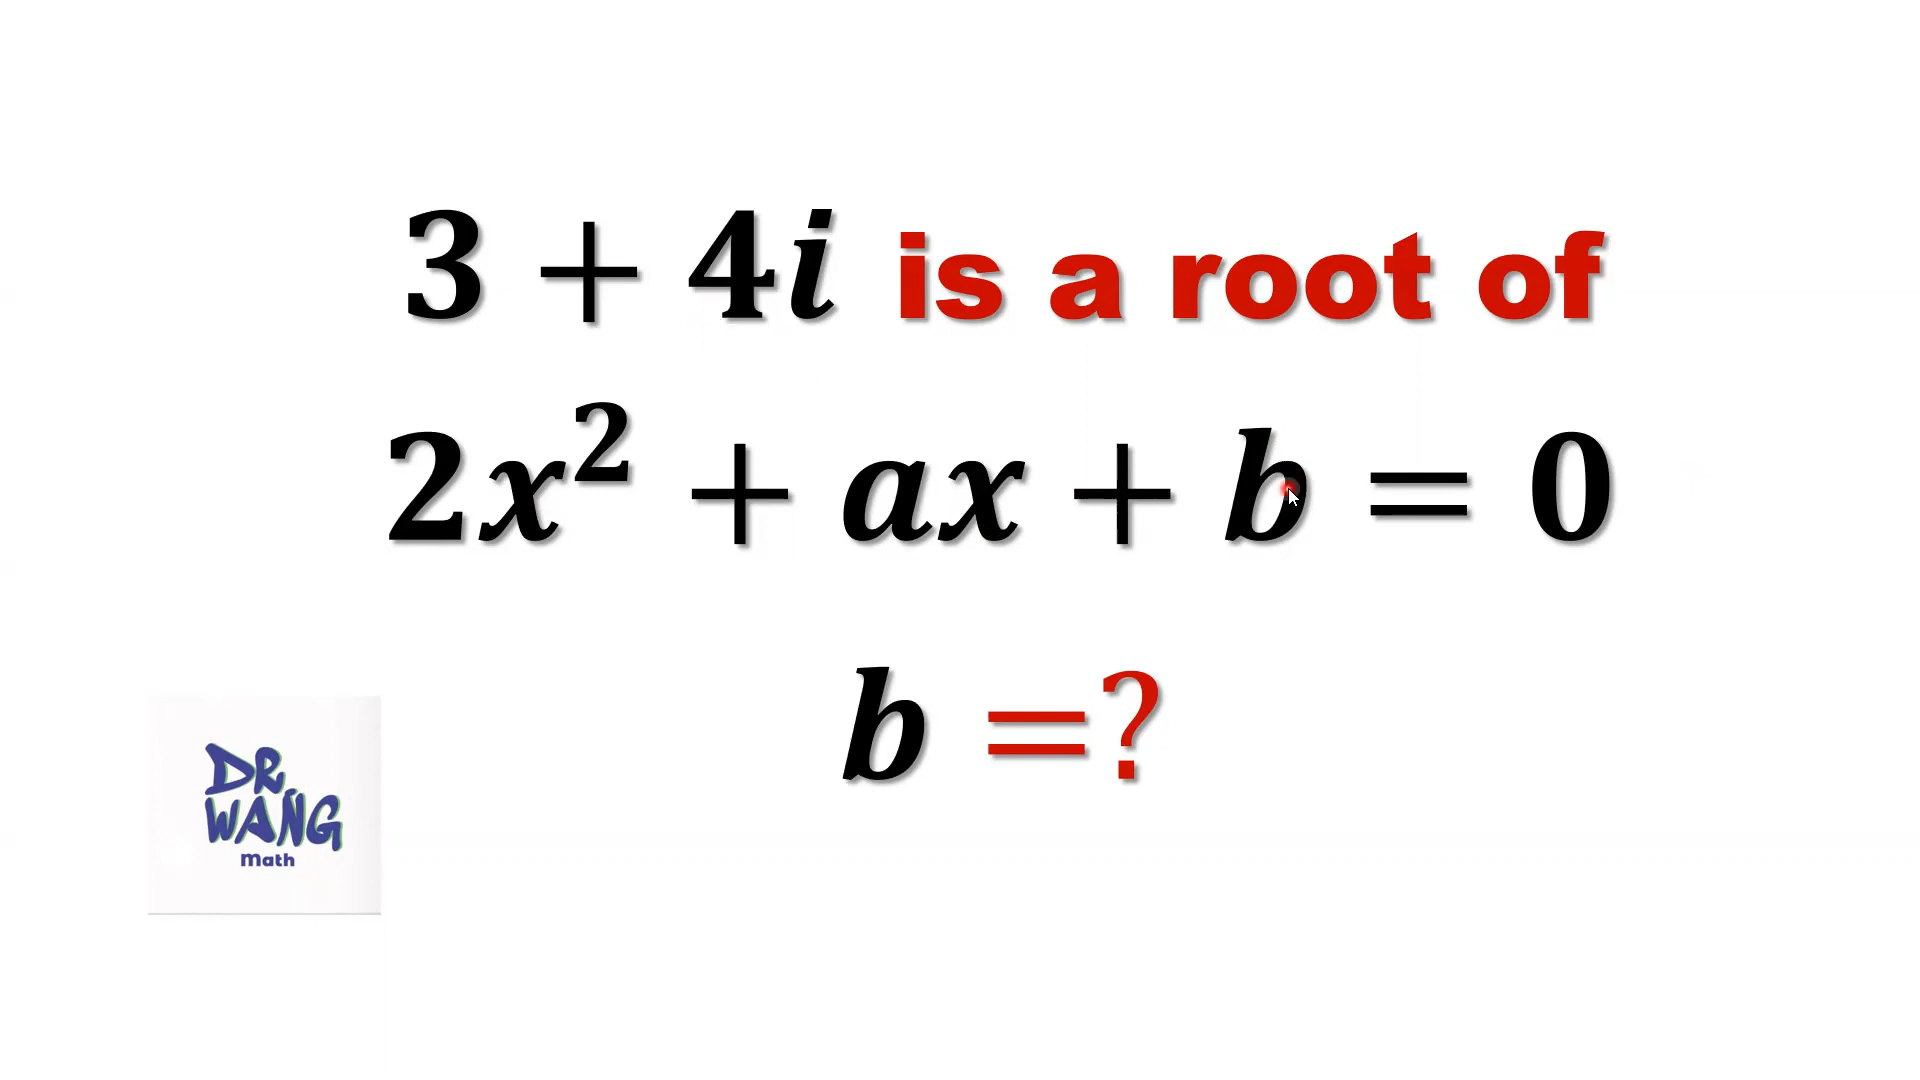 3 + 4i is a root of
2x² + ax + b = 0
b =?
DR
WANG
math